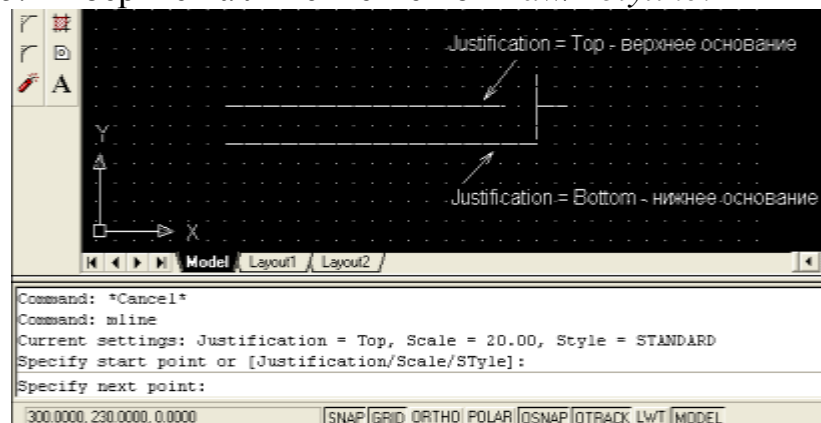 Justification = Top - верхнее основание
A
Y
Justification = Bottom - нижнее основание
X
Model Layout1 Layout2
Command: *Cancel*
Command: mline
Current settings: Justification = Top, Scale = 20.00, Style = STANDARD
Specify start point or [Justification/Scale/STyle]:
Specify next point:
300.0000, 230.0000, 0.0000 SNAP GRID ORTHO POLAR OSNAP OTRACK LWT MODEL